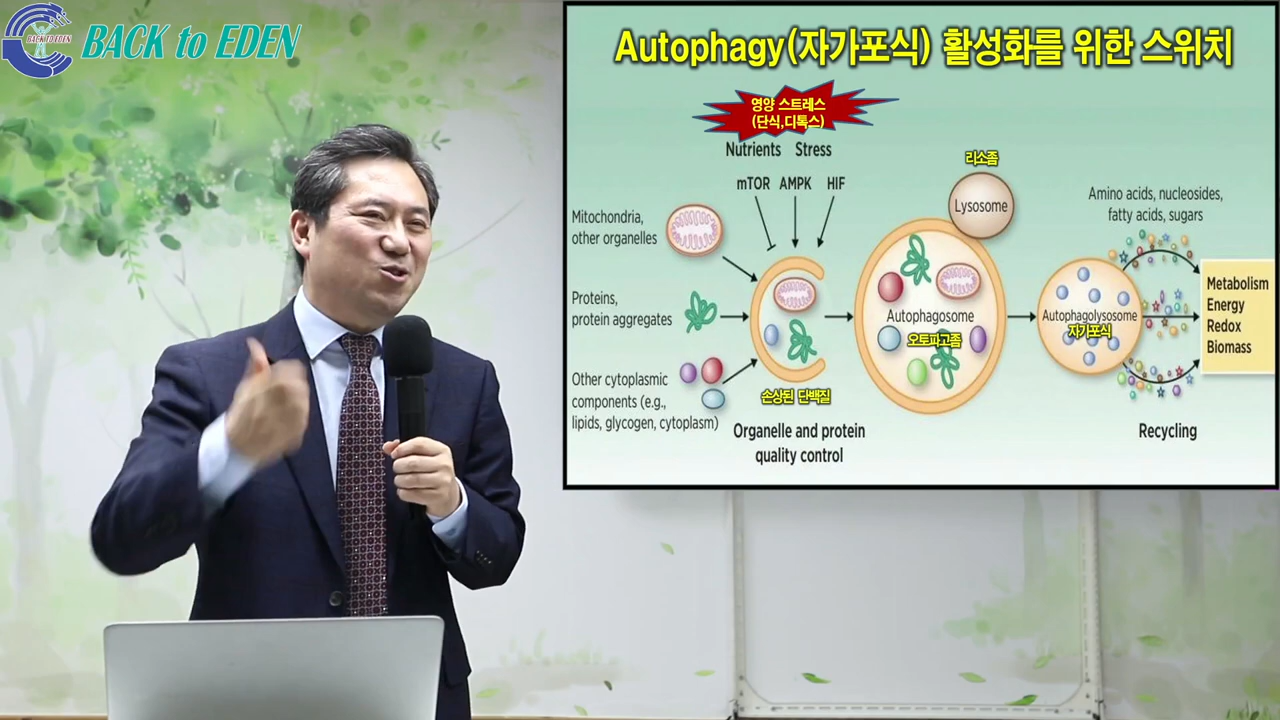 BACK TO EDEN
BACK to EDEN
Autophagy(자가포식) 활성화를 위한 스위치
영양 스트레스
(단식,디톡스)
Nutrients Stress
mTOR AMPK HIF
Mitochondria,
other organelles
Proteins,
protein aggregates
Other cytoplasmic
components (e.g.,
lipids, glycogen, cytoplasm)
손상된 단백질
Organelle and protein
quality control
리소좀
Lysosome
Autophagosome
오토파고좀
Autophagolysosome
자가포식
Amino acids, nucleosides,
fatty acids, sugars
Metabolism
Energy
Redox
Biomass
Recycling